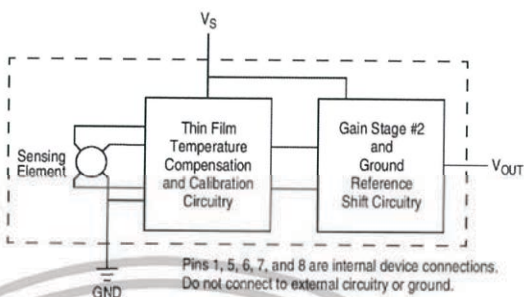 VS
Sensing
Element
Thin Film
Temperature
Compensation
and Calibration
Circuitry
Gain Stage #2
and
Ground
Reference
Shift Circuitry
VOUT
GND
Pins 1, 5, 6, 7, and 8 are internal device connections.
Do not connect to external circuitry or ground.